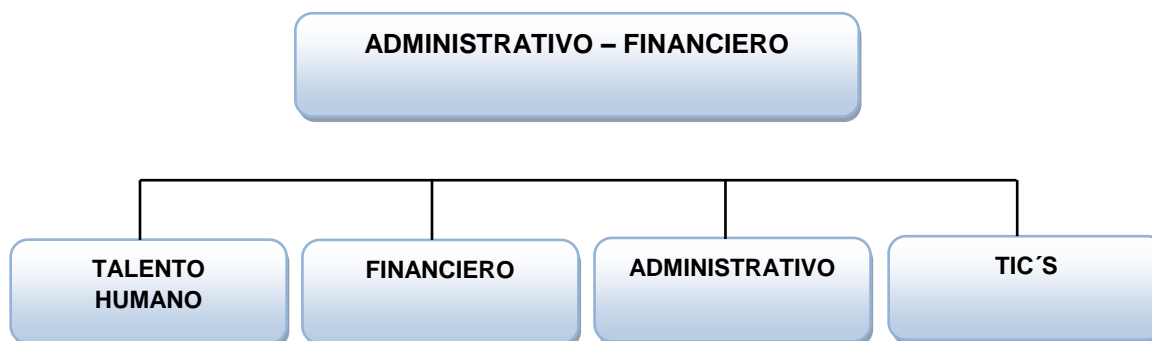 ADMINISTRATIVO – FINANCIERO
TALENTO
HUMANO
FINANCIERO
ADMINISTRATIVO
TIC´S